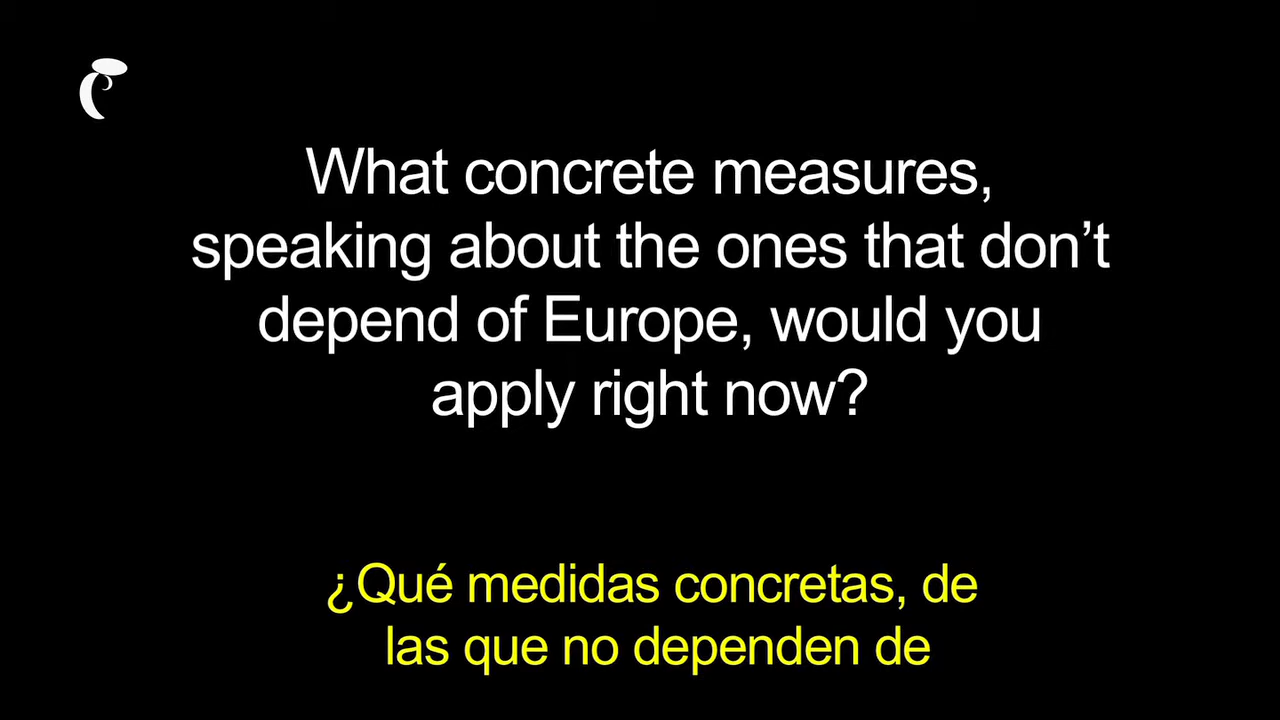 What concrete measures,
speaking about the ones that don’t
depend of Europe, would you
apply right now?
¿Qué medidas concretas, de
las que no dependen de